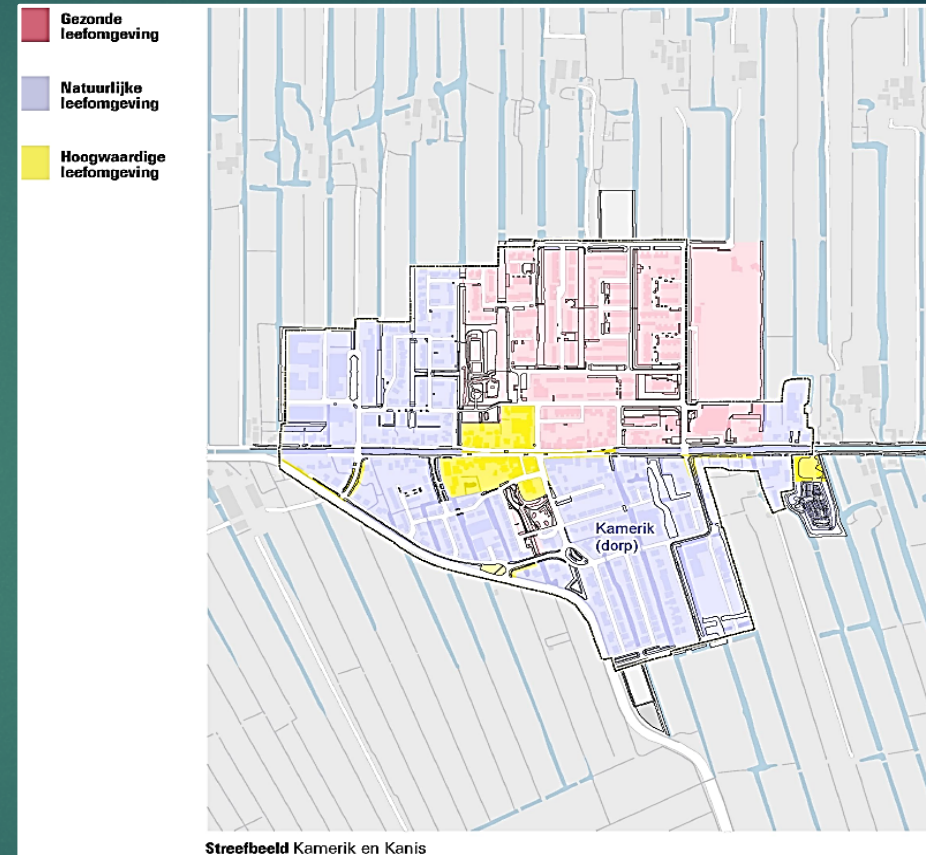 Gezonde
leefomgeving
Natuurlijke
leefomgeving
Hoogwaardige
leefomgeving
Kamerik
(dorp)
Streefbeeld Kamerik en Kanis